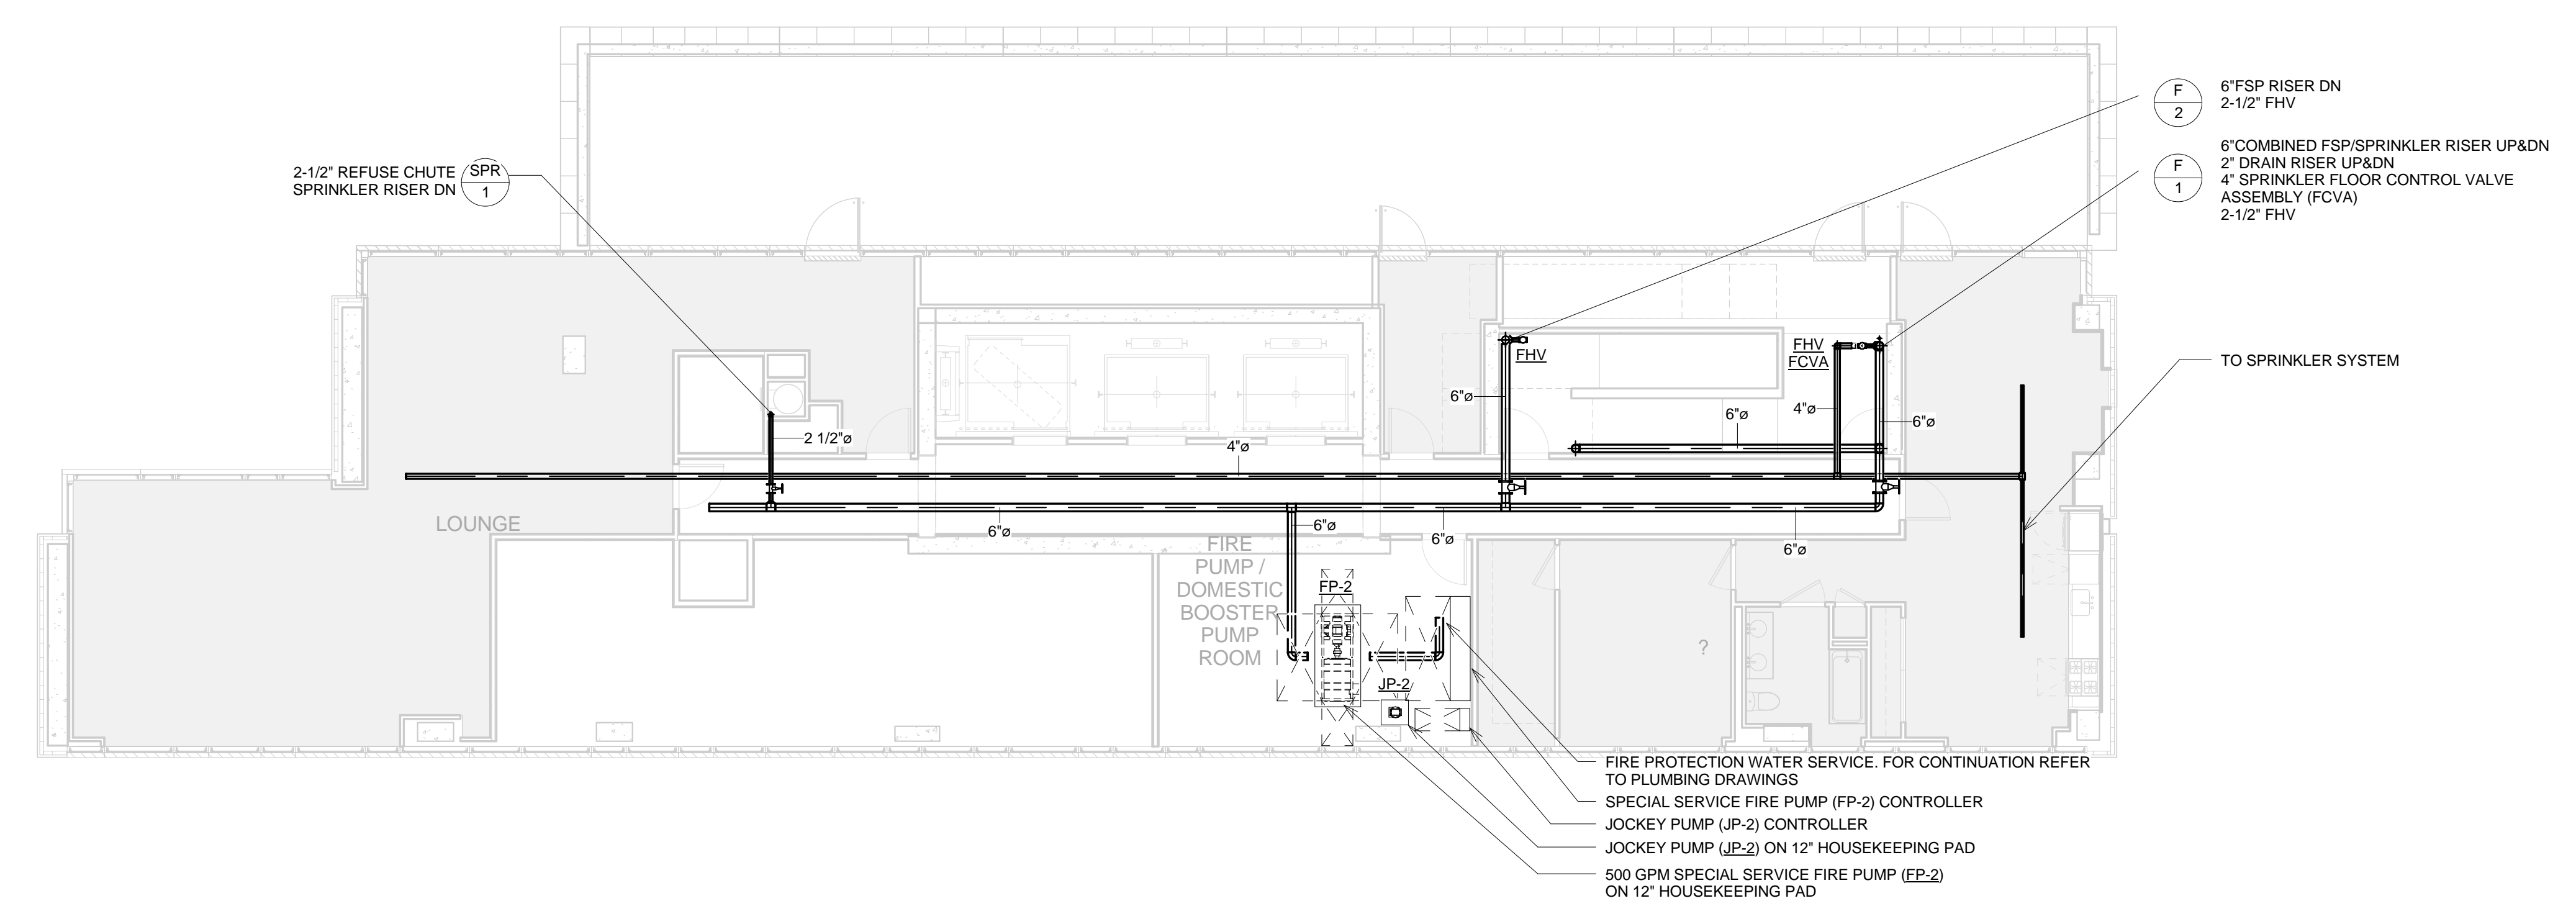 F
2
6"FSP RISER DN
2-1/2" FHV
F
1
6"COMBINED FSP/SPRINKLER RISER UP&DN
2" DRAIN RISER UP&DN
4" SPRINKLER FLOOR CONTROL VALVE
ASSEMBLY (FCVA)
2-1/2" FHV
2-1/2" REFUSE CHUTE
SPRINKLER RISER DN
SPR
1
FHV
FHV
FCVA
TO SPRINKLER SYSTEM
6"ø
4"ø
6"ø
6"ø
2 1/2"ø
4"ø
LOUNGE
6"ø
6"ø
6"ø
6"ø
FIRE
PUMP /
DOMESTIC
BOOSTER
PUMP
ROOM
FP-2
JP-2
?
FIRE PROTECTION WATER SERVICE. FOR CONTINUATION REFER
TO PLUMBING DRAWINGS
SPECIAL SERVICE FIRE PUMP (FP-2) CONTROLLER
JOCKEY PUMP (JP-2) CONTROLLER
JOCKEY PUMP (JP-2) ON 12" HOUSEKEEPING PAD
500 GPM SPECIAL SERVICE FIRE PUMP (FP-2)
ON 12" HOUSEKEEPING PAD